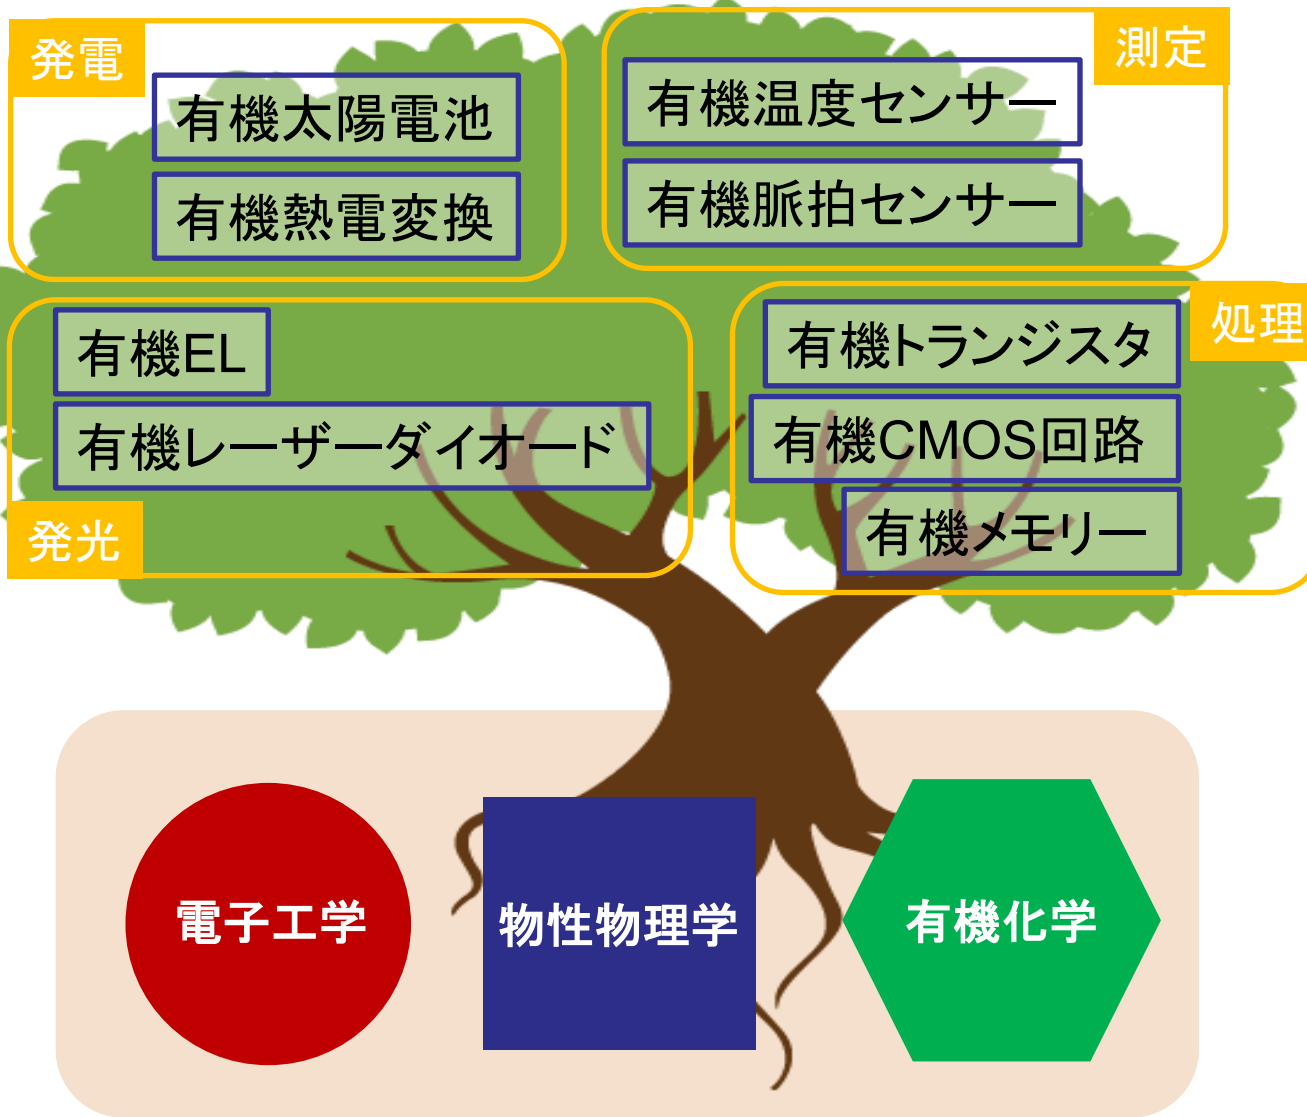 発電
有機太陽電池
有機熱電変換
測定
有機温度センサー
有機脈拍センサー
有機EL
有機レーザーダイオード
発光
処理
有機トランジスタ
有機CMOS回路
有機メモリー
電子工学
物性物理学
有機化学